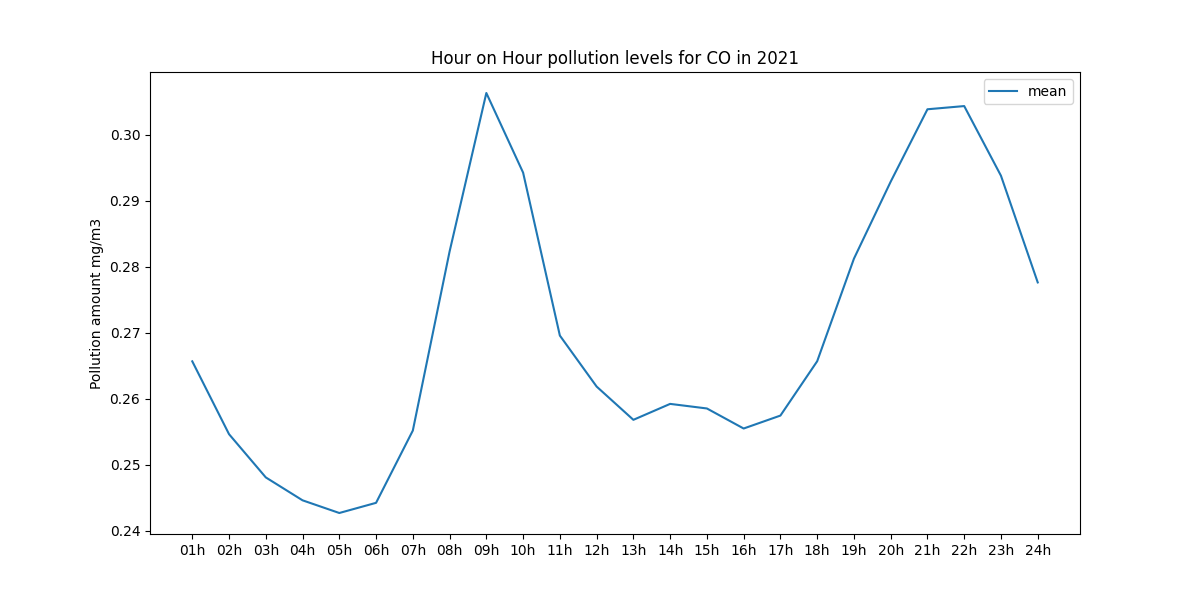 Hour on Hour pollution levels for CO in 2021
mean
Pollution amount mg/m3
0.30
0.29
0.28
0.27
0.26
0.25
0.24
01h 02h 03h 04h 05h 06h 07h 08h 09h 10h 11h 12h 13h 14h 15h 16h 17h 18h 19h 20h 21h 22h 23h 24h